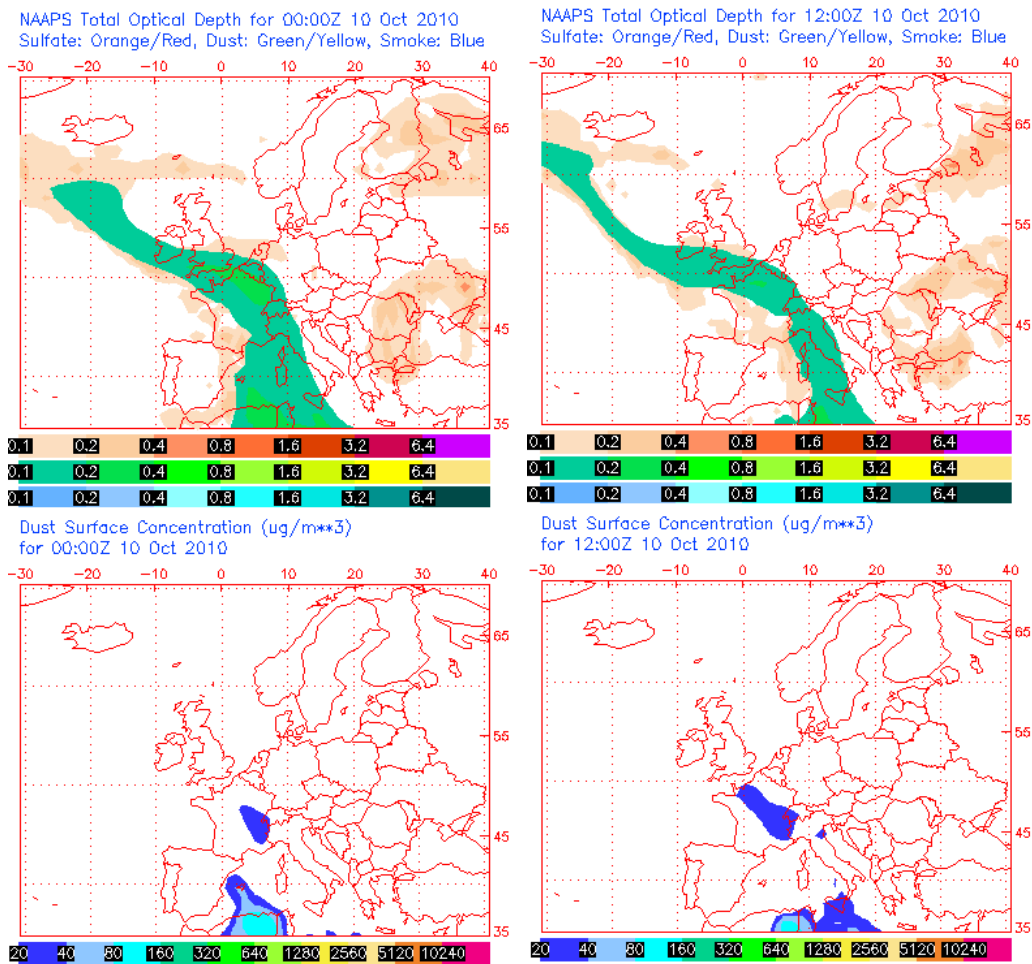 NAAPS Total Optical Depth for 00:00Z 10 Oct 2010
Sulfate: Orange/Red, Dust: Green/Yellow, Smoke: Blue
-30 -20 -10 0 10 20 30 40
65
55
45
35
0.1 0.2 0.4 0.8 1.6 3.2 6.4
0.1 0.2 0.4 0.8 1.6 3.2 6.4
0.1 0.2 0.4 0.8 1.6 3.2 6.4
NAAPS Total Optical Depth for 12:00Z 10 Oct 2010
Sulfate: Orange/Red, Dust: Green/Yellow, Smoke: Blue
-30 -20 -10 0 10 20 30 40
65
55
45
35
0.1 0.2 0.4 0.8 1.6 3.2 6.4
0.1 0.2 0.4 0.8 1.6 3.2 6.4
0.1 0.2 0.4 0.8 1.6 3.2 6.4
Dust Surface Concentration (ug/m**3)
for 00:00Z 10 Oct 2010
-30 -20 -10 0 10 20 30 40
65
55
45
35
20 40 80 160 320 640 1280 2560 5120 10240
Dust Surface Concentration (ug/m**3)
for 12:00Z 10 Oct 2010
-30 -20 -10 0 10 20 30 40
65
55
45
35
20 40 80 160 320 640 1280 2560 5120 10240